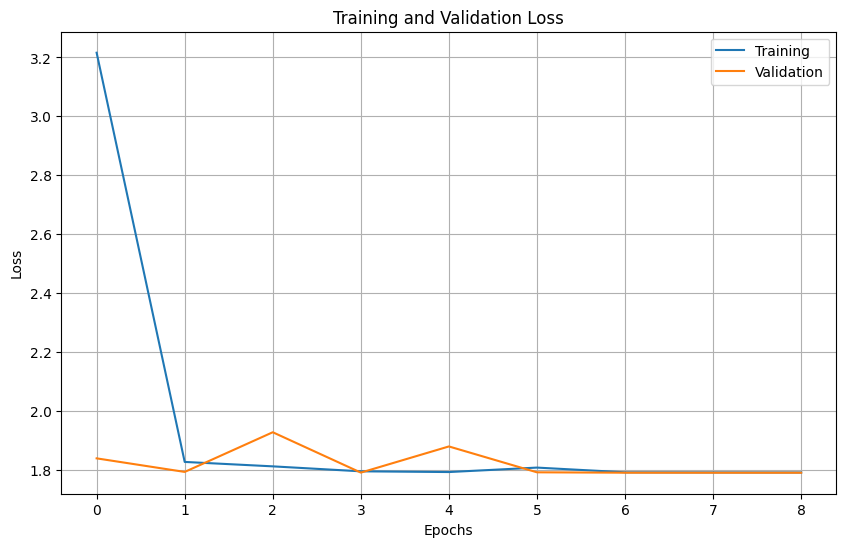 Training and Validation Loss
Training
Validation
Loss
3.2
3.0
2.8
2.6
2.4
2.2
2.0
1.8
0 1 2 3 4 5 6 7 8
Epochs